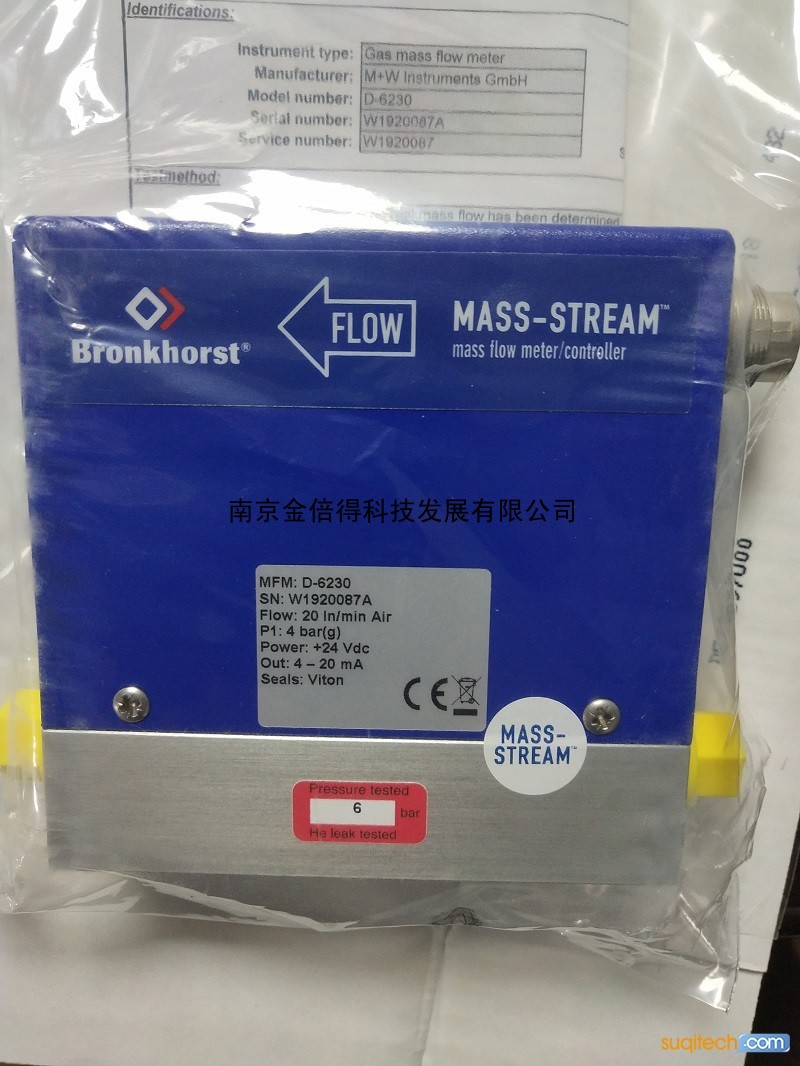 Identifications:
Instrument type: Gas mass flow meter
Manufacturer: M+W Instruments GmbH
Model number: D-6230
Serial number: W1920087A
Service number: W1920087
Testmethod:
mass flow has been determined
Bronkhorst®
FLOW
MASS-STREAM™
mass flow meter/controller
南京金倍得科技发展有限公司
MFM: D-6230
SN: W1920087A
Flow: 20 ln/min Air
P1: 4 bar(g)
Power: +24 Vdc
Out: 4 – 20 mA
Seals: Viton
CE
MASS-
STREAM™
Pressure tested
6 bar
He leak tested
suqitech.com